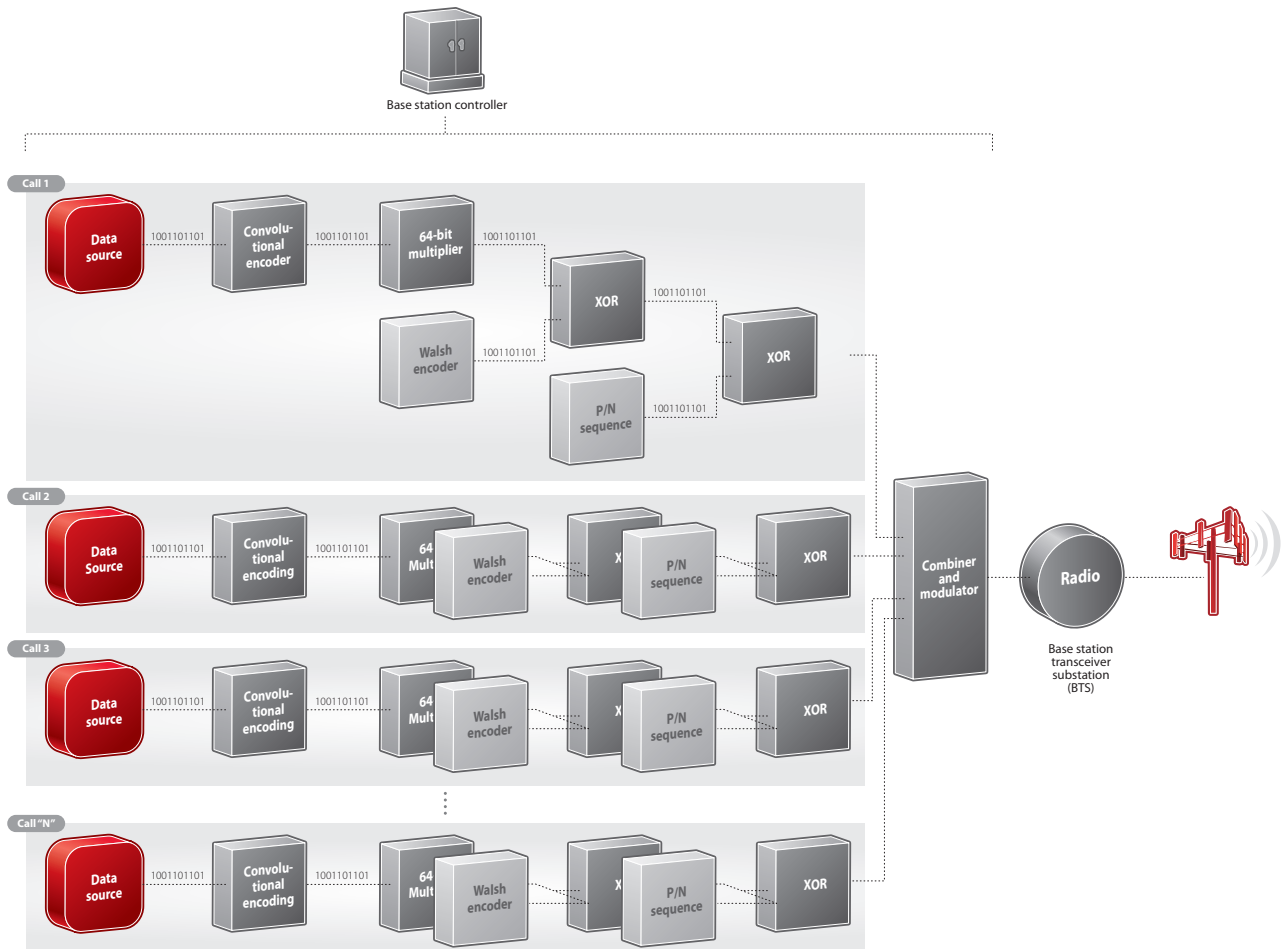 Base station controller
Call 1
Data
source
1001101101
Convolu-
tional
encoder
1001101101
64-bit
multiplier
1001101101
XOR
1001101101
Walsh
encoder
1001101101
XOR
P/N
sequence
1001101101
Call 2
Data
Source
1001101101
Convolu-
tional
encoding
1001101101
64
Mult
Walsh
encoder
X
P/N
sequence
XOR
Combiner
and
modulator
Radio
Base station
transceiver
substation
(BTS)
Call 3
Data
source
1001101101
Convolu-
tional
encoding
1001101101
64
Mult
Walsh
encoder
X
P/N
sequence
XOR
Call "N"
Data
source
1001101101
Convolu-
tional
encoding
1001101101
64
Mult
Walsh
encoder
X
P/N
sequence
XOR